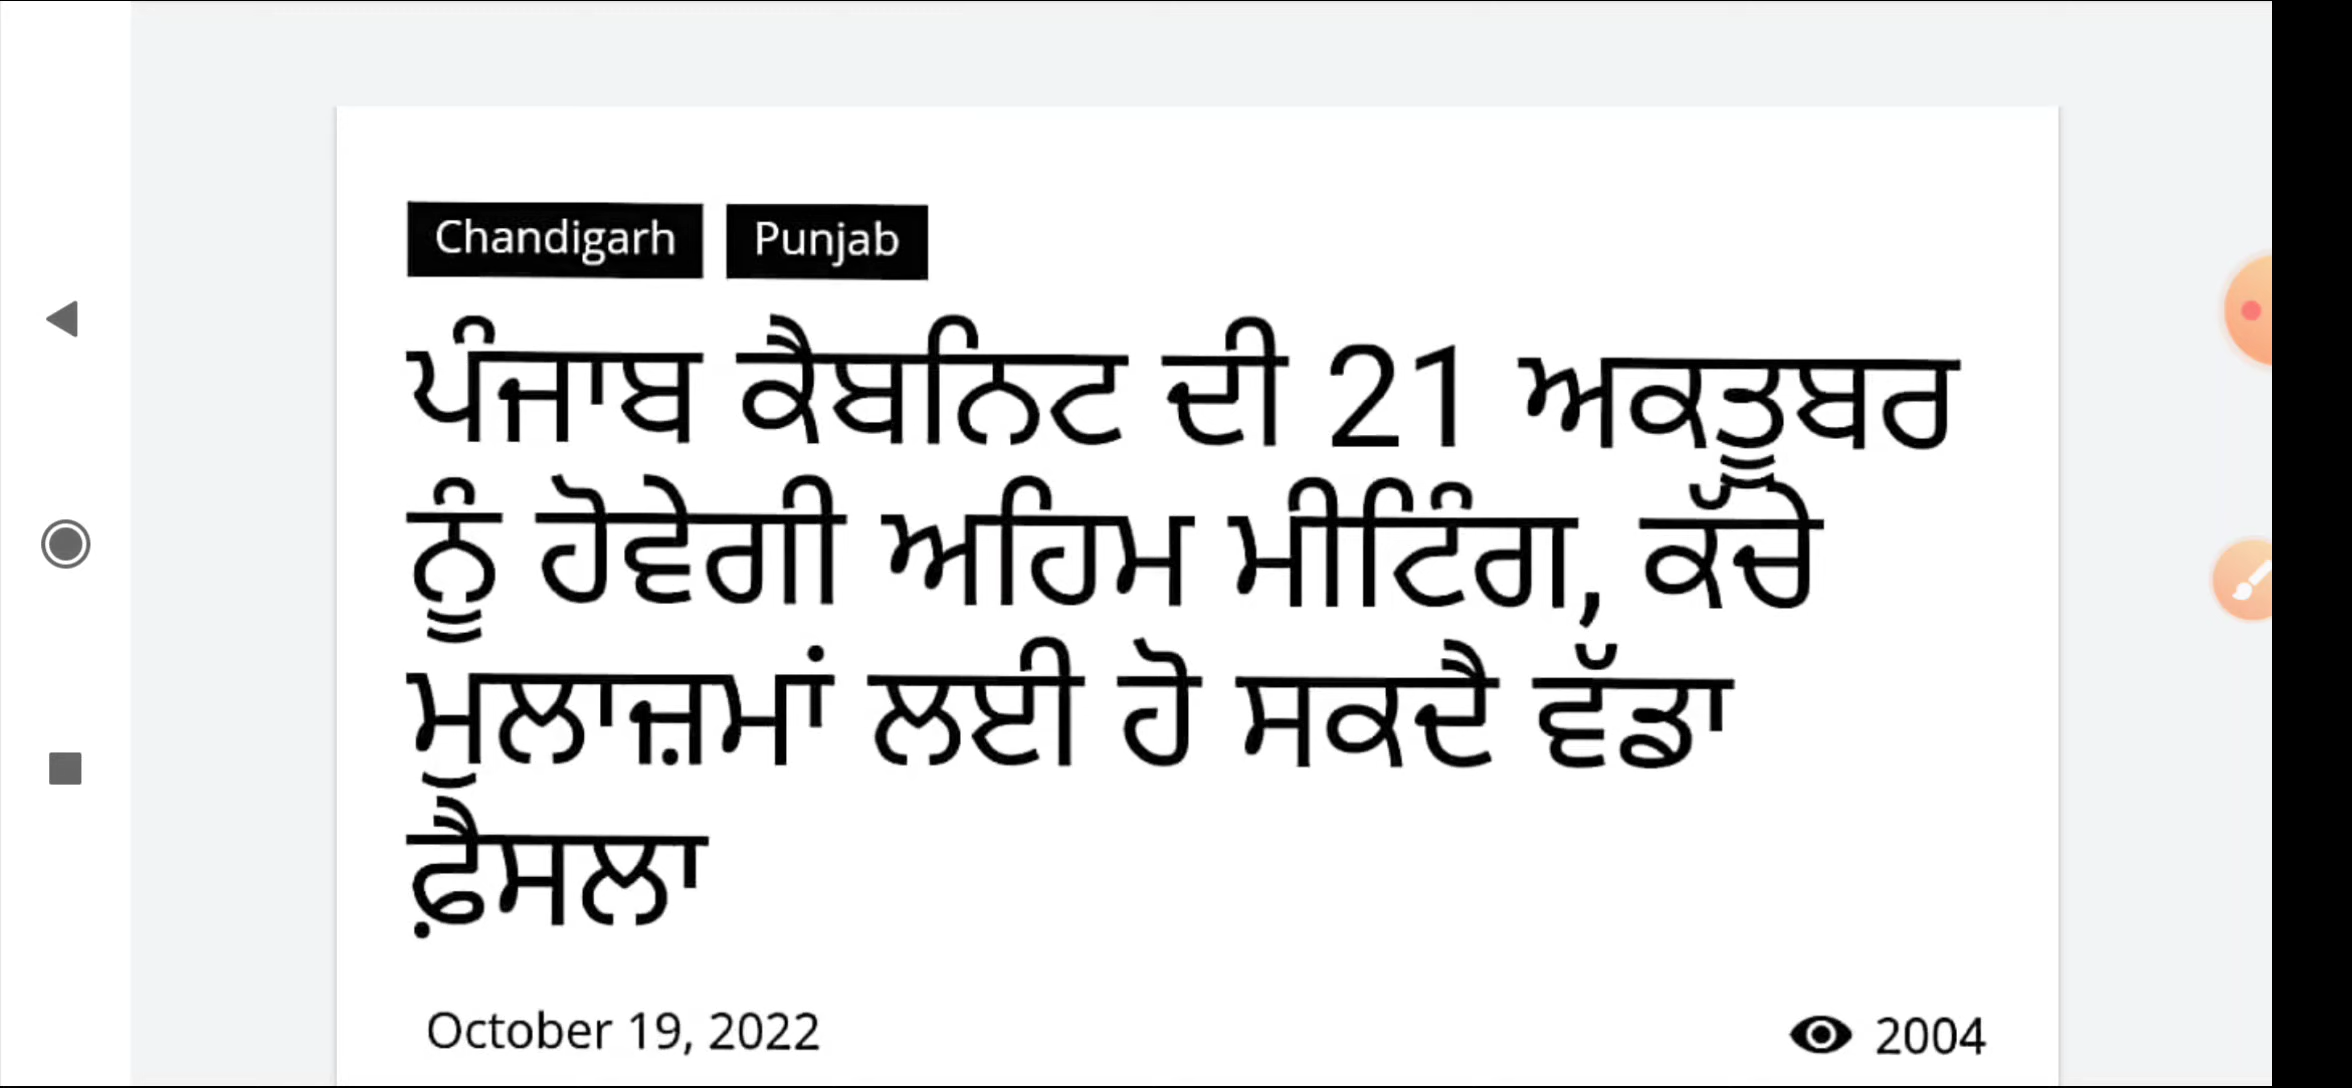 Chandigarh Punjab
ਪੰਜਾਬ ਕੈਬਨਿਟ ਦੀ 21 ਅਕਤੂਬਰ
ਨੂੰ ਹੋਵੇਗੀ ਅਹਿਮ ਮੀਟਿੰਗ, ਕੱਚੇ
ਮੁਲਾਜ਼ਮਾਂ ਲਈ ਹੋ ਸਕਦੈ ਵੱਡਾ
ਫ਼ੈਸਲਾ
October 19, 2022 2004